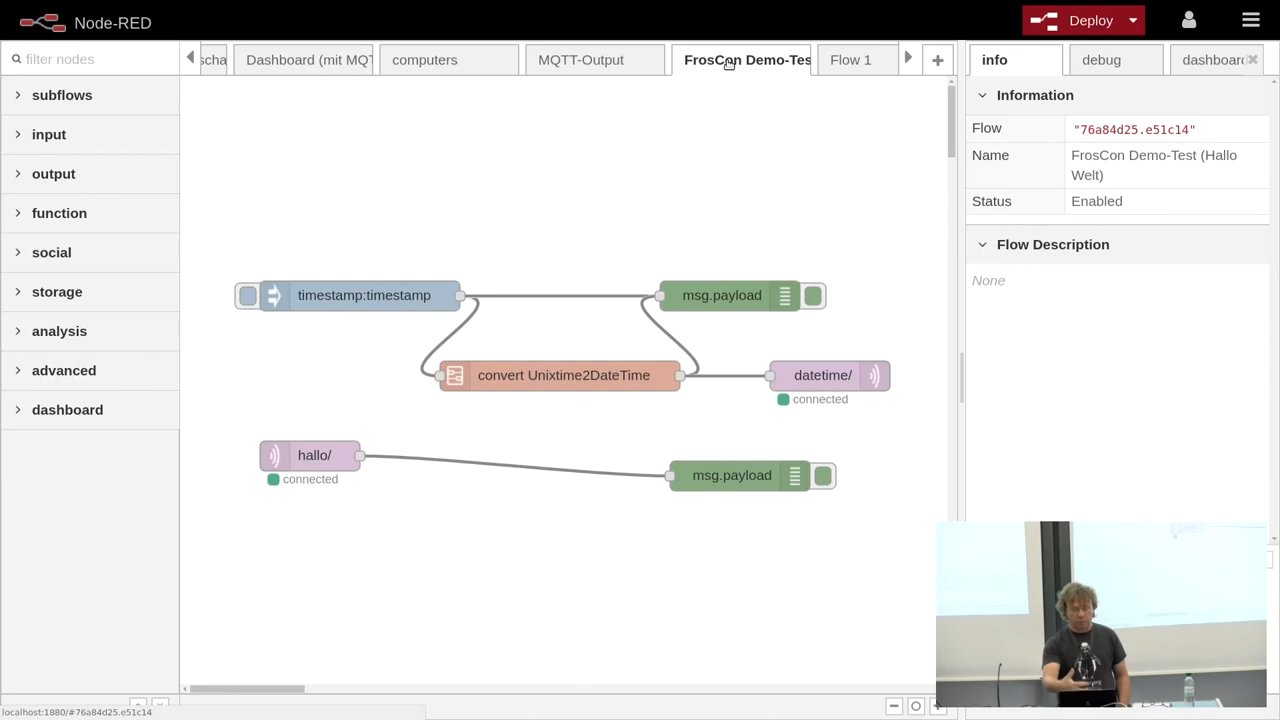 Node-RED
Deploy
filter nodes
scha
Dashboard (mit MQT
computers
MQTT-Output
FrosCon Demo-Tes
Flow 1
info
debug
dashboard
subflows
input
output
function
social
storage
analysis
advanced
dashboard
timestamp:timestamp
msg.payload
convert Unixtime2DateTime
datetime/
connected
hallo/
connected
msg.payload
Information
Flow
"76a84d25.e51c14"
Name
FrosCon Demo-Test (Hallo
Welt)
Status
Enabled
Flow Description
None
localhost:1880/#76a84d25.e51c14